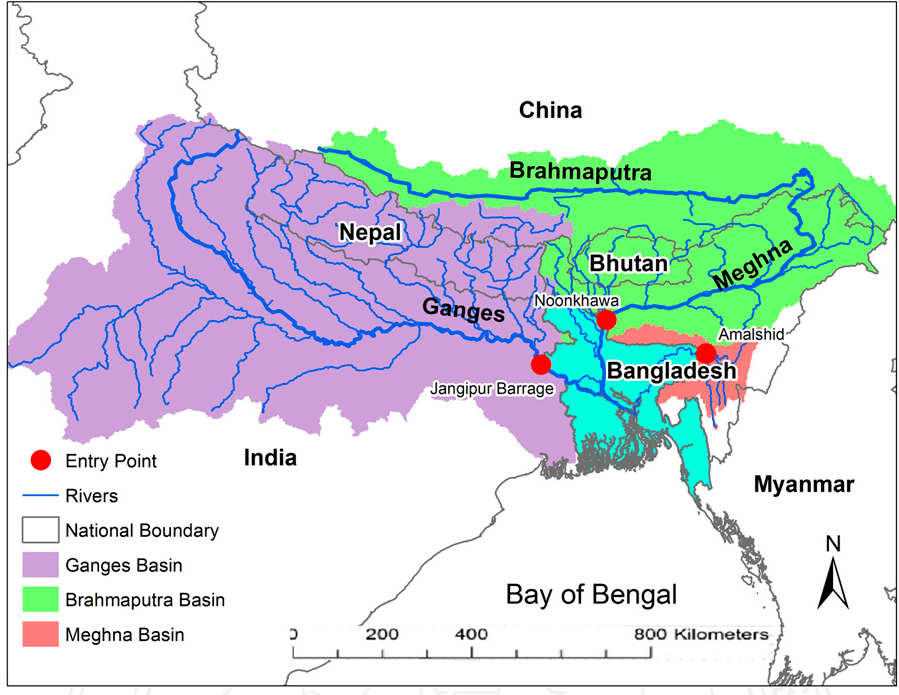 China
Brahmaputra
Nepal
Bhutan
Meghna
Noonkhawa
Ganges
Amalshid
Bangladesh
Jangipur Barrage
India
Myanmar
Entry Point
Rivers
National Boundary
Ganges Basin
Brahmaputra Basin
Meghna Basin
N
Bay of Bengal
0 200 400 800 Kilometers